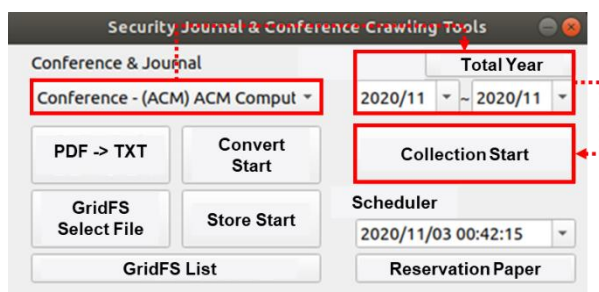 Security Journal & Conference Crawling Tools
Conference & Journal
Total Year
Conference - (ACM) ACM Comput
2020/11 ~ 2020/11
PDF -> TXT
Convert
Start
Collection Start
GridFS
Select File
Store Start
Scheduler
2020/11/03 00:42:15
GridFS List
Reservation Paper